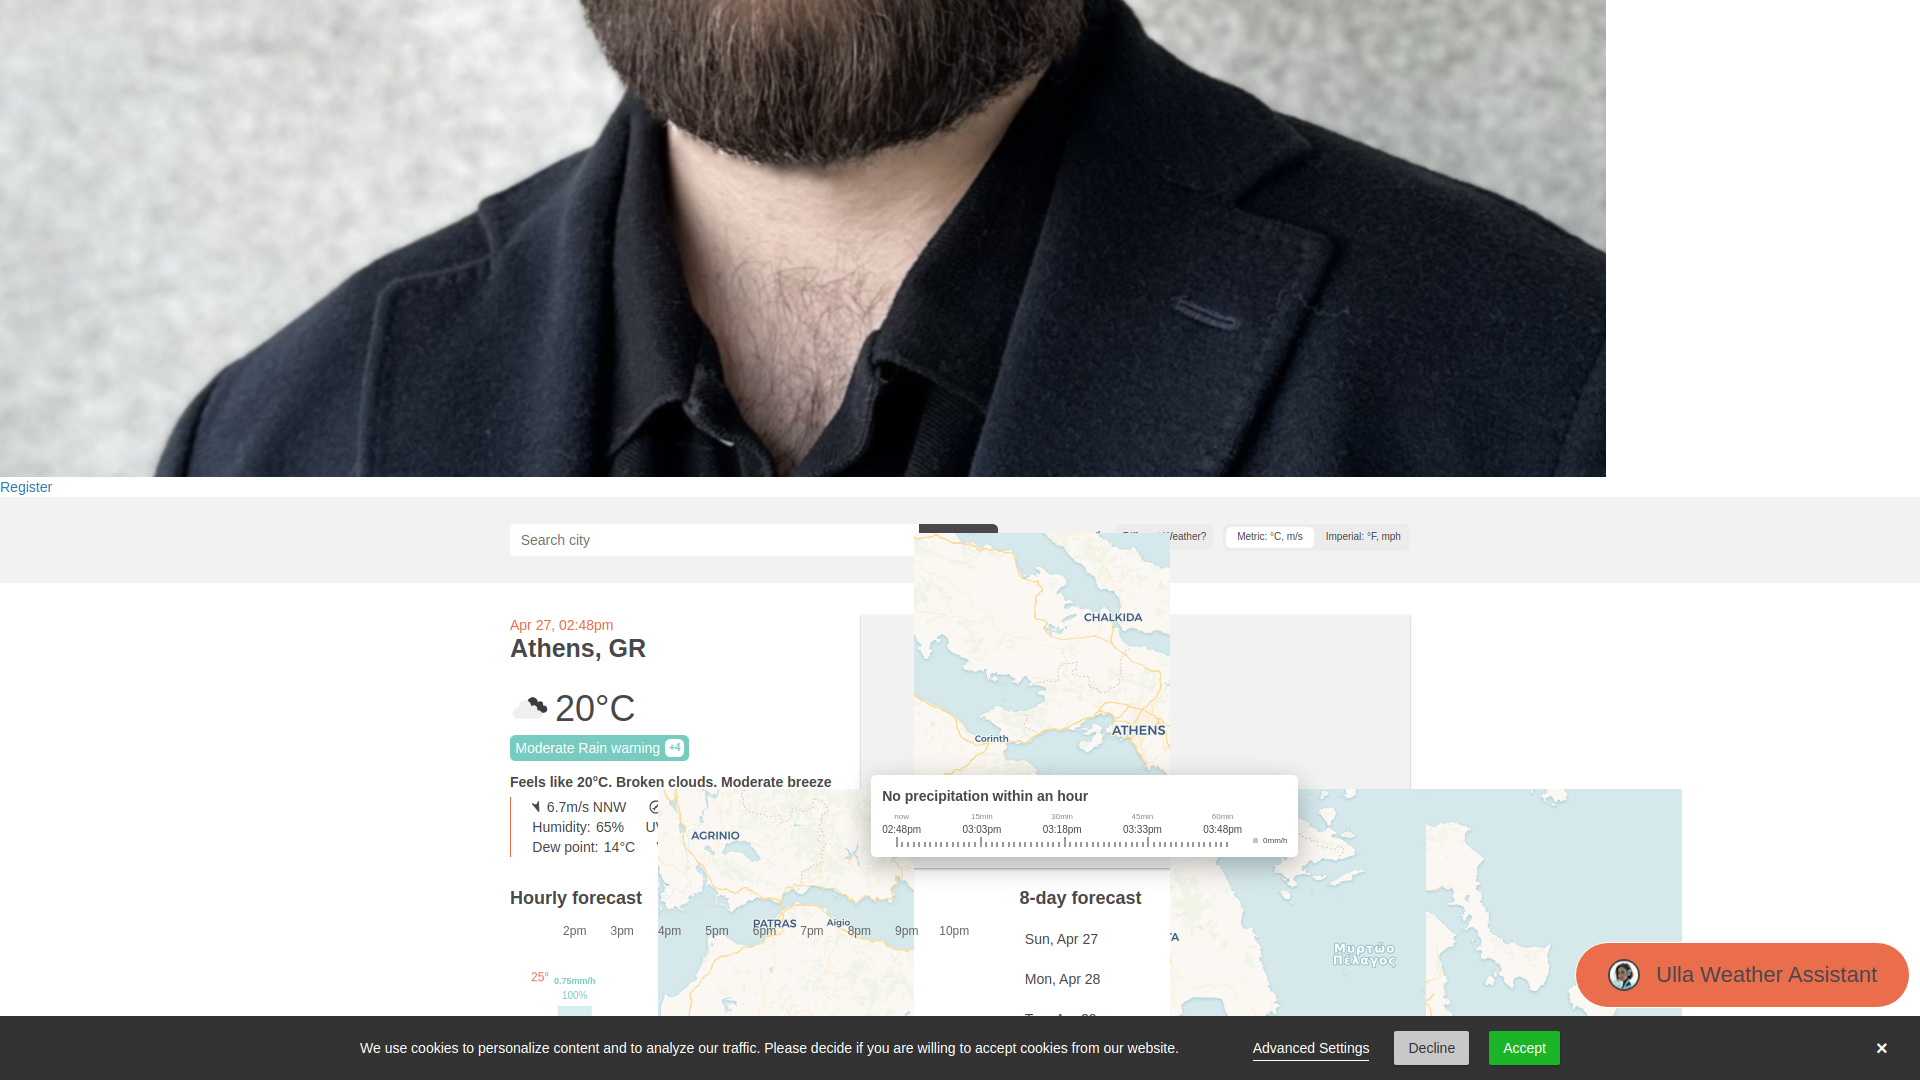 Register
Search city
Weather?
Metric: °C, m/s
Imperial: °F, mph
Apr 27, 02:48pm
Athens, GR
20°C
Moderate Rain warning +4
Feels like 20°C. Broken clouds. Moderate breeze
6.7m/s NNW
Humidity: 65%
Dew point: 14°C
CHALKIDA
ATHENS
Corinth
No precipitation within an hour
now 15min 30min 45min 60min
02:48pm 03:03pm 03:18pm 03:33pm 03:48pm
0mm/h
AGRINIO
PATRAS
Aigio
Μυρτώο
Πέλαγος
Hourly forecast
2pm 3pm 4pm 5pm 6pm 7pm 8pm 9pm 10pm
25°
0.75mm/h
100%
8-day forecast
Sun, Apr 27
Mon, Apr 28
Ulla Weather Assistant
We use cookies to personalize content and to analyze our traffic. Please decide if you are willing to accept cookies from our website.
Advanced Settings
Decline
Accept
×